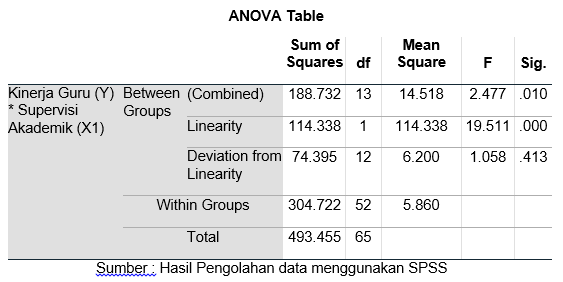 ANOVA Table
Sum of Squares df Mean Square F Sig.
Kinerja Guru (Y) * Supervisi Akademik (X1) Between Groups (Combined) 188.732 13 14.518 2.477 .010
Linearity 114.338 1 114.338 19.511 .000
Deviation from Linearity 74.395 12 6.200 1.058 .413
Within Groups 304.722 52 5.860
Total 493.455 65
Sumber : Hasil Pengolahan data menggunakan SPSS